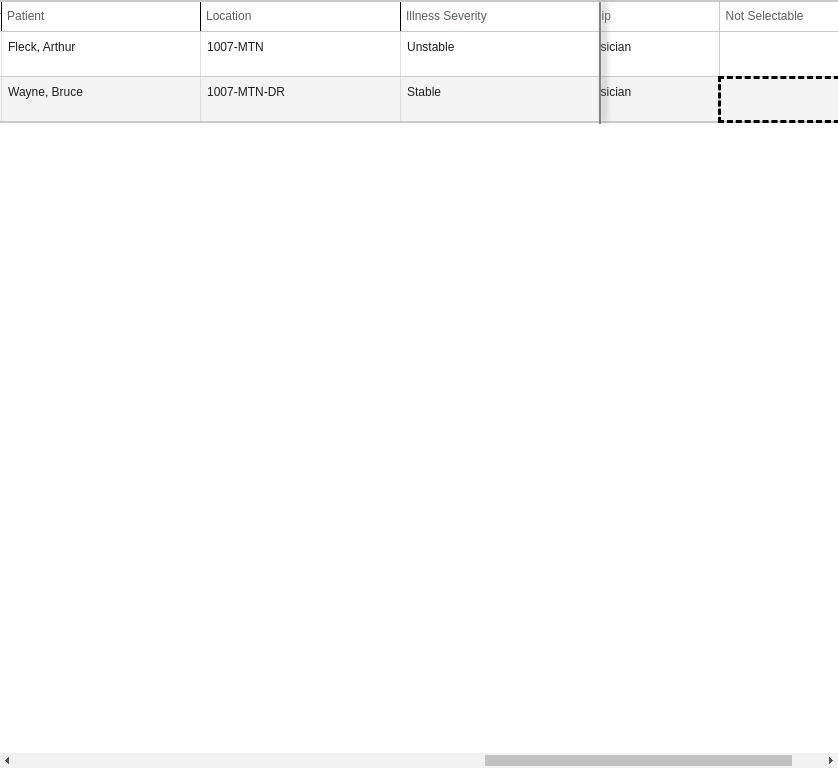 Patient Location Illness Severity ip Not Selectable
Fleck, Arthur 1007-MTN Unstable sician
Wayne, Bruce 1007-MTN-DR Stable sician